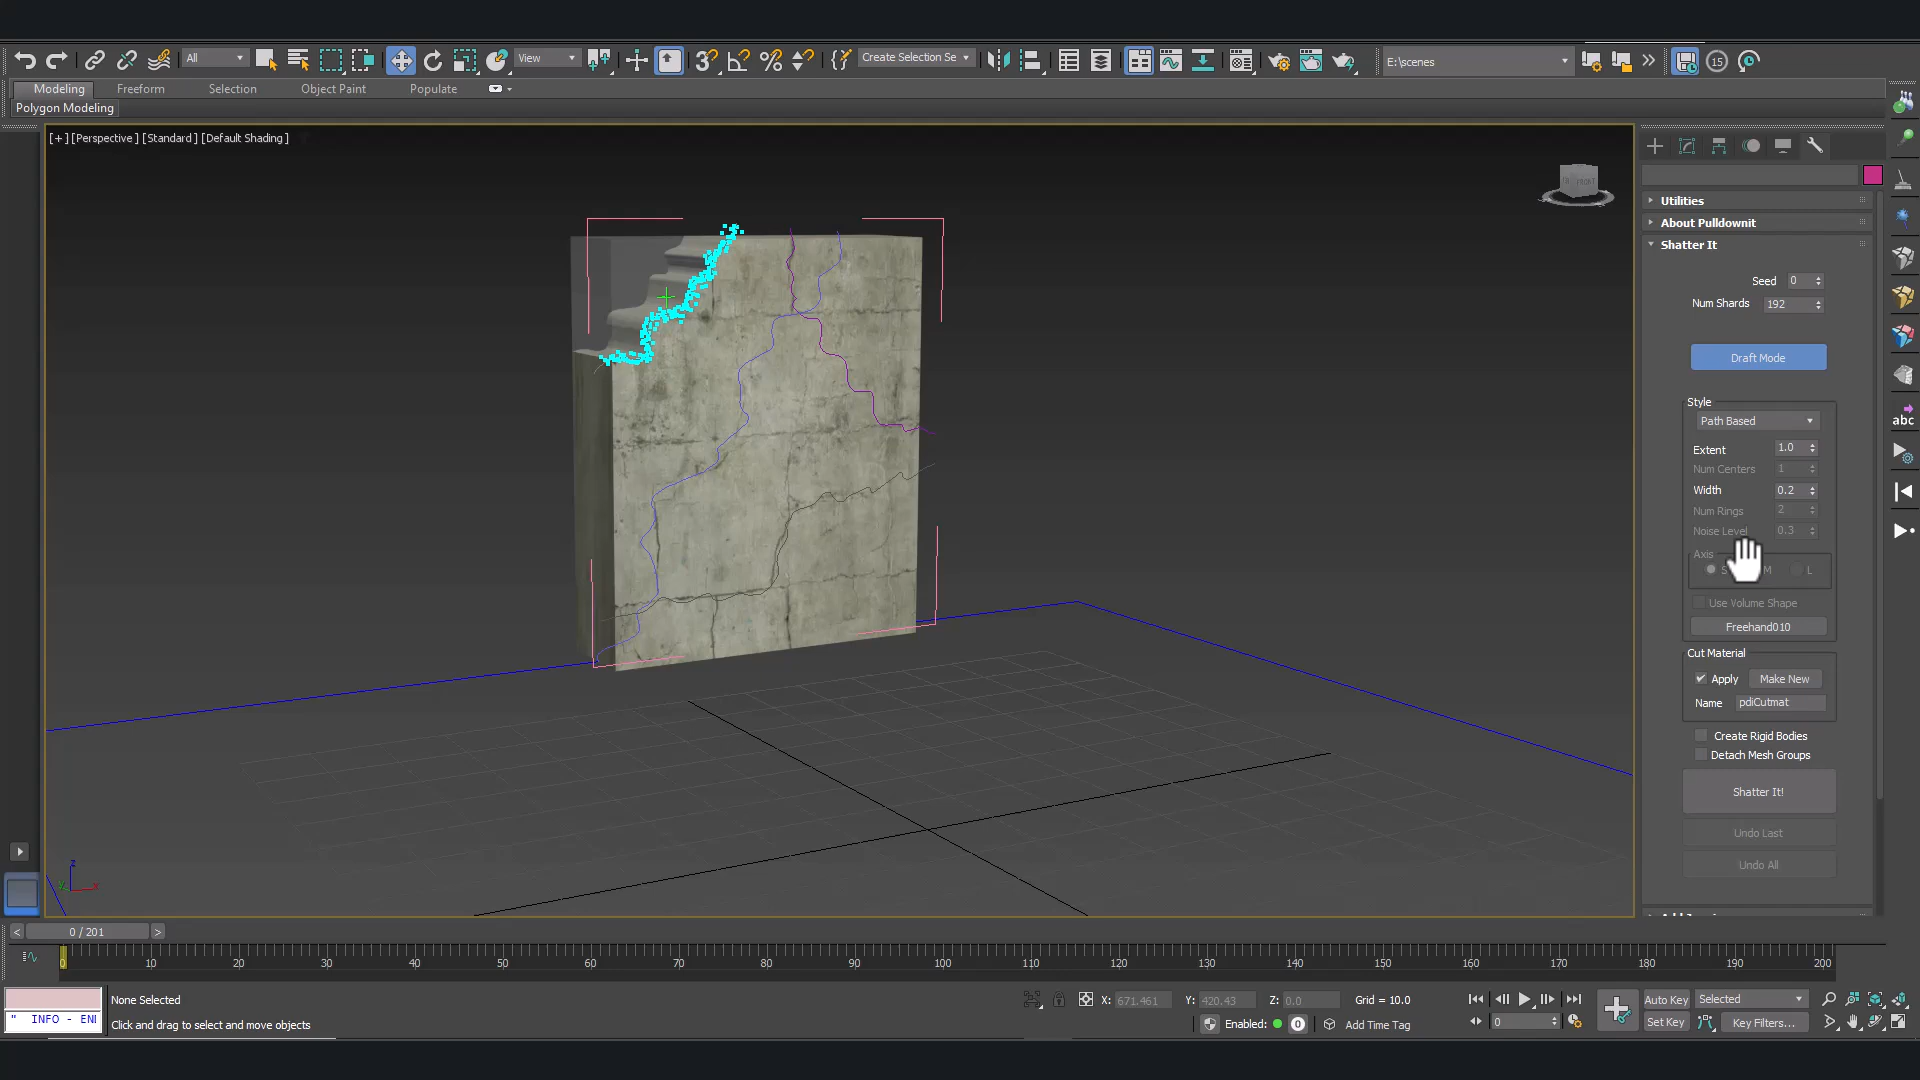 All
View
Create Selection Se
E:\scenes
15
Modeling
Freeform
Selection
Object Paint
Populate
Polygon Modeling
[+] [Perspective] [Standard] [Default Shading]
FRONT
Utilities
About Pulldownit
Shatter It
Seed 0
Num Shards 192
Draft Mode
Style
Path Based
Extent 1.0
Num Centers 1
Width 0.2
Num Rings 2
Noise Level 0.3
Axis
S M L
Use Volume Shape
Freehand010
Cut Material
Apply Make New
Name pdiCutmat
Create Rigid Bodies
Detach Mesh Groups
Shatter It!
Undo Last
Undo All
abc
z
y x
< 0 / 201 >
0 10 20 30 40 50 60 70 80 90 100 110 120 130 140 150 160 170 180 190 200
None Selected
X: 671.461 Y: 420.43 Z: 0.0 Grid = 10.0
Auto Key Selected
" INFO - ENI
Click and drag to select and move objects
Enabled: 0 Add Time Tag
0
Set Key Key Filters...